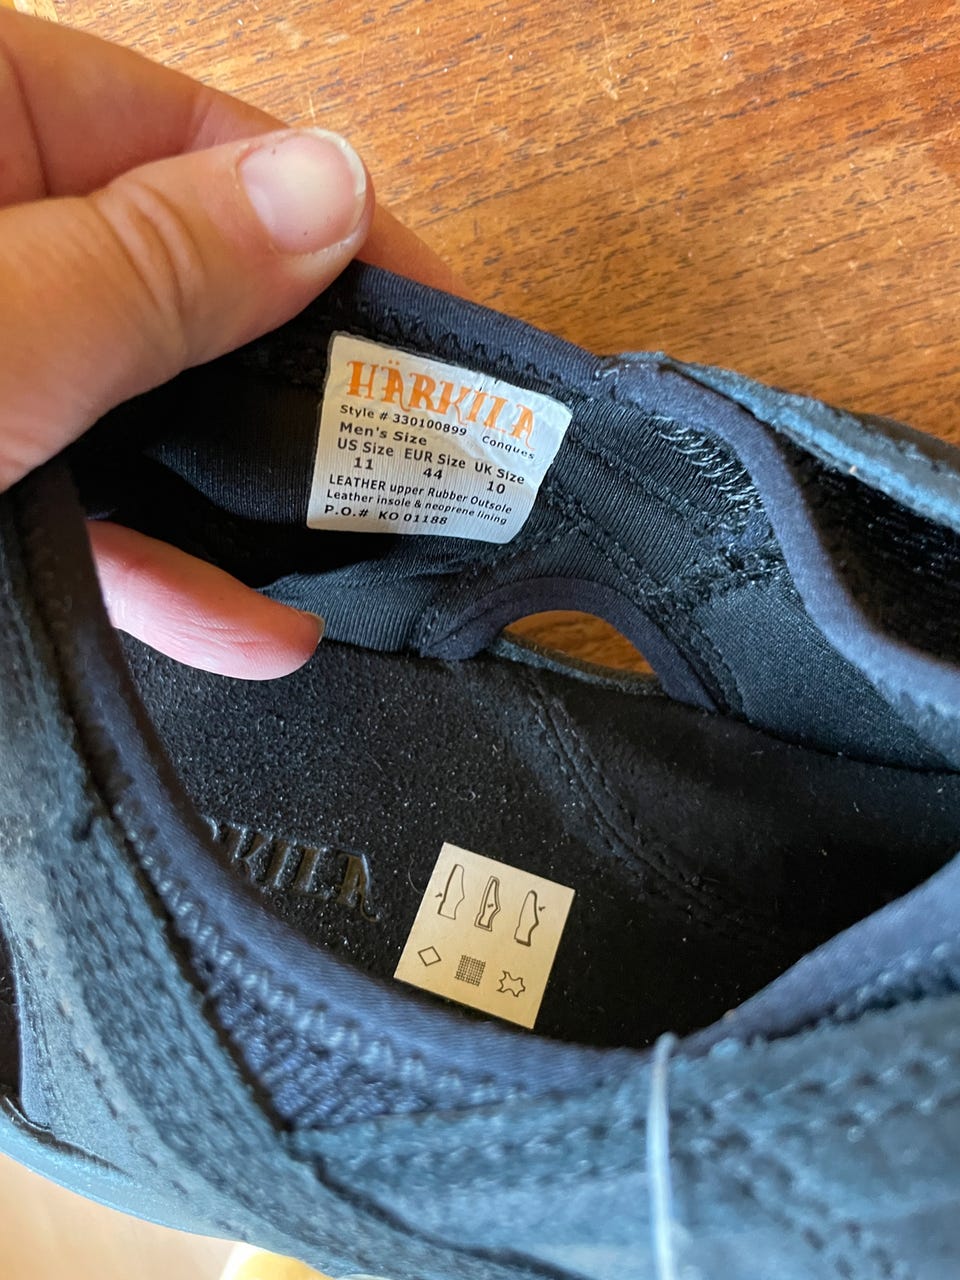 HÄRKILA
Style # 330100899 Conques
Men's Size
US Size EUR Size UK Size
11 44 10
LEATHER upper Rubber Outsole
Leather insole & neoprene lining
P.O.# KO 01188
KILA